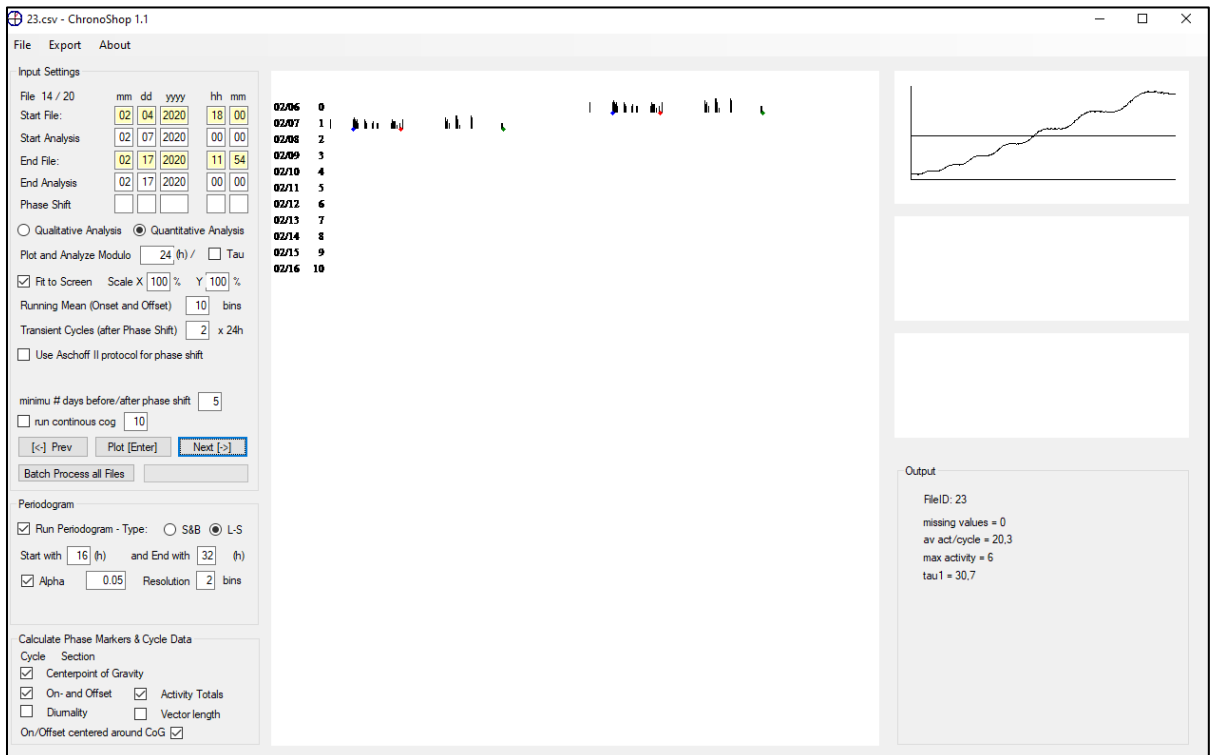 23.csv - ChronoShop 1.1
File Export About
Input Settings
File 14 / 20 mm dd yyyy hh mm
Start File: 02 04 2020 18 00
Start Analysis 02 07 2020 00 00
End File: 02 17 2020 11 54
End Analysis 02 17 2020 00 00
Phase Shift
Qualitative Analysis Quantitative Analysis
Plot and Analyze Modulo 24 (h) / Tau
Fit to Screen Scale X 100 % Y 100 %
Running Mean (Onset and Offset) 10 bins
Transient Cycles (after Phase Shift) 2 x 24h
Use Aschoff II protocol for phase shift
minimu # days before/after phase shift 5
run continous cog 10
[<-] Prev Plot [Enter] Next [->]
Batch Process all Files
Periodogram
Run Periodogram - Type: S&B L-S
Start with 16 (h) and End with 32 (h)
Alpha 0.05 Resolution 2 bins
Calculate Phase Markers & Cycle Data
Cycle Section
Centerpoint of Gravity
On- and Offset Activity Totals
Diurnality Vector length
On/Offset centered around CoG
02/06 0
02/07 1
02/08 2
02/09 3
02/10 4
02/11 5
02/12 6
02/13 7
02/14 8
02/15 9
02/16 10
Output
FileID: 23
missing values = 0
av act/cycle = 20,3
max activity = 6
tau1 = 30,7